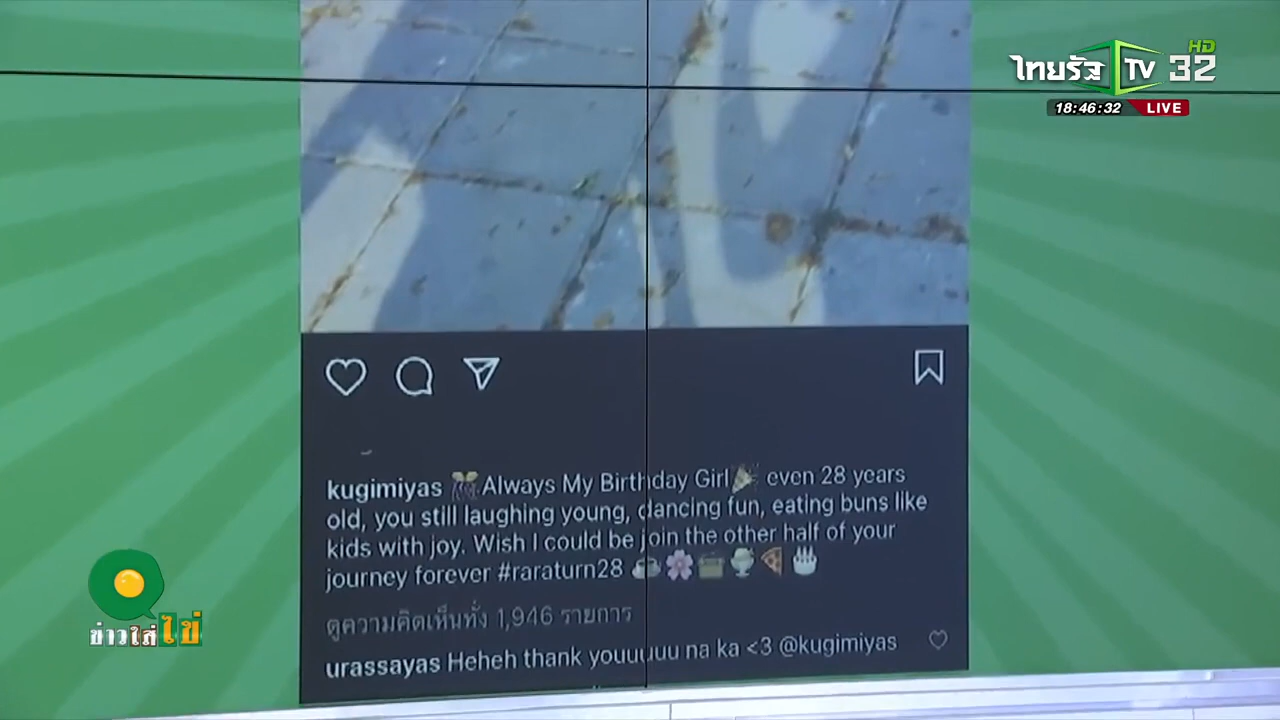 ไทยรัฐ TV HD 32
18:46:32 LIVE
kugimiyas Always My Birthday Girl even 28 years
old, you still laughing young, dancing fun, eating buns like
kids with joy. Wish I could be join the other half of your
journey forever #raraturn28
ดูความคิดเห็นทั้ง 1,946 รายการ
urassayas Heheh thank youuuuu na ka <3 @kugimiyas
ข่าวใส่ไข่